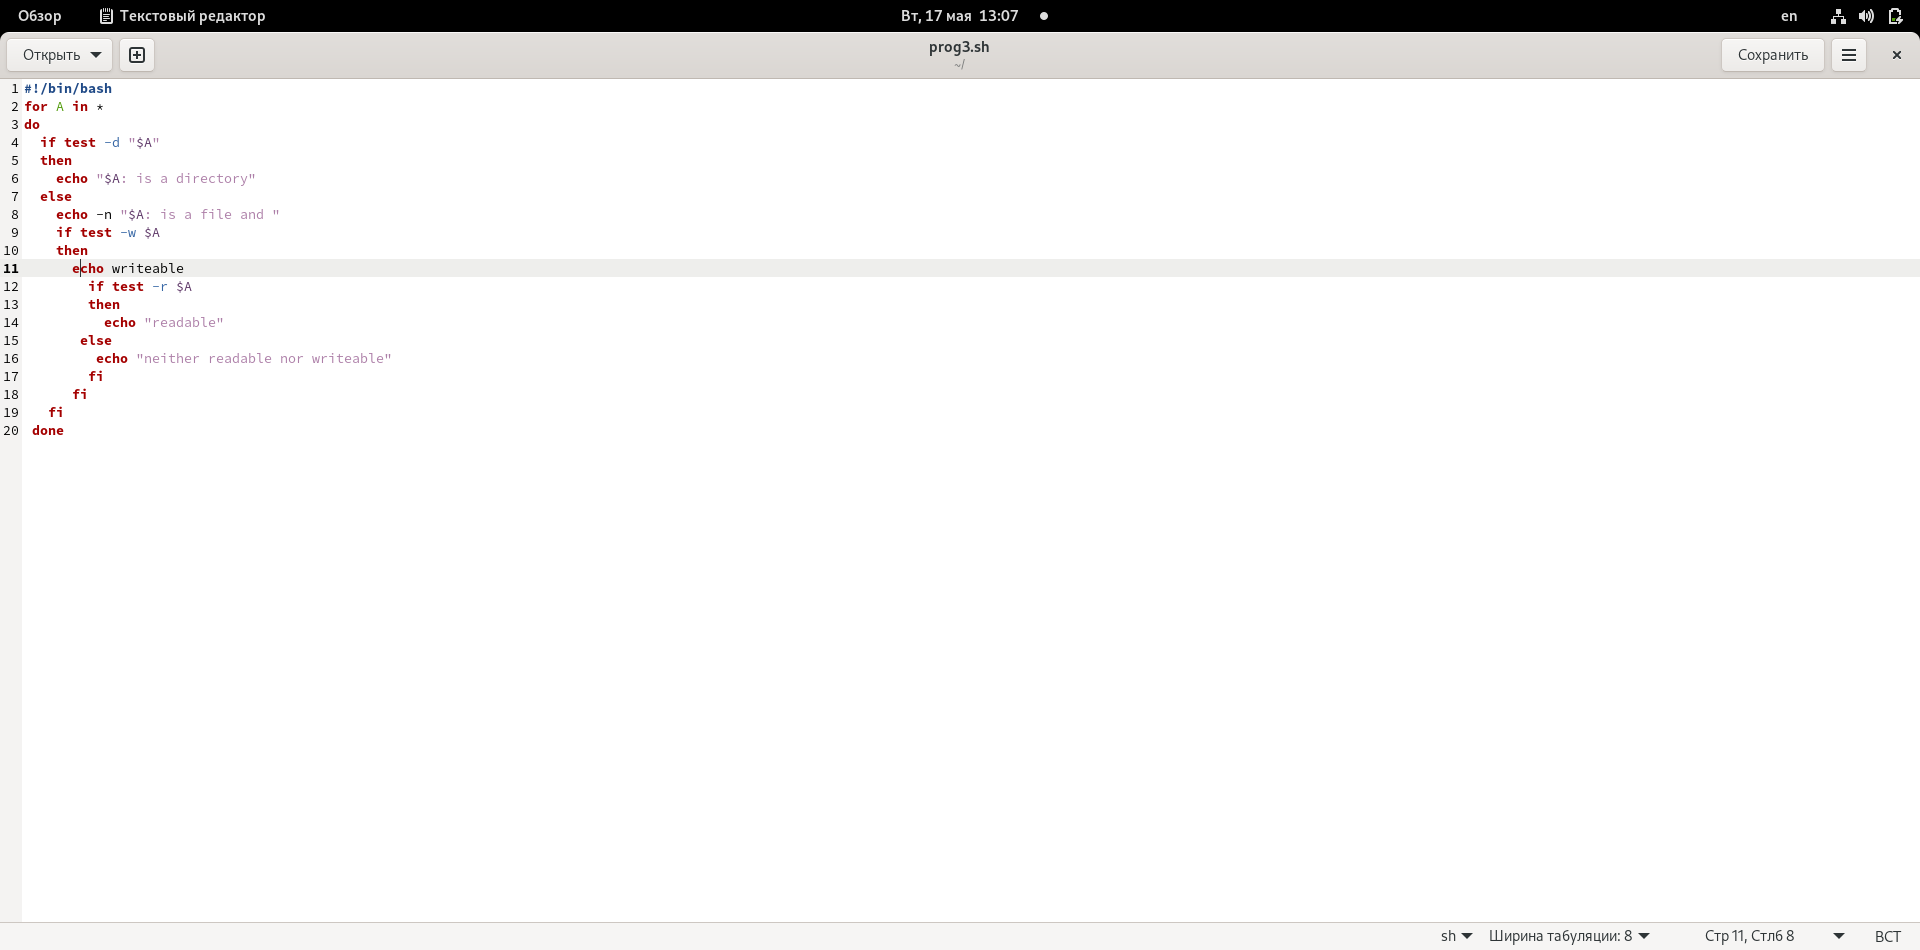 Обзор Текстовый редактор Вт, 17 мая 13:07 en
Открыть prog3.sh Сохранить
~/
1 #!/bin/bash
2 for A in *
3 do
4 if test -d "$A"
5 then
6 echo "$A: is a directory"
7 else
8 echo -n "$A: is a file and "
9 if test -w $A
10 then
11 echo writeable
12 if test -r $A
13 then
14 echo "readable"
15 else
16 echo "neither readable nor writeable"
17 fi
18 fi
19 fi
20 done
sh Ширина табуляции: 8 Стр 11, Стлб 8 ВСТ